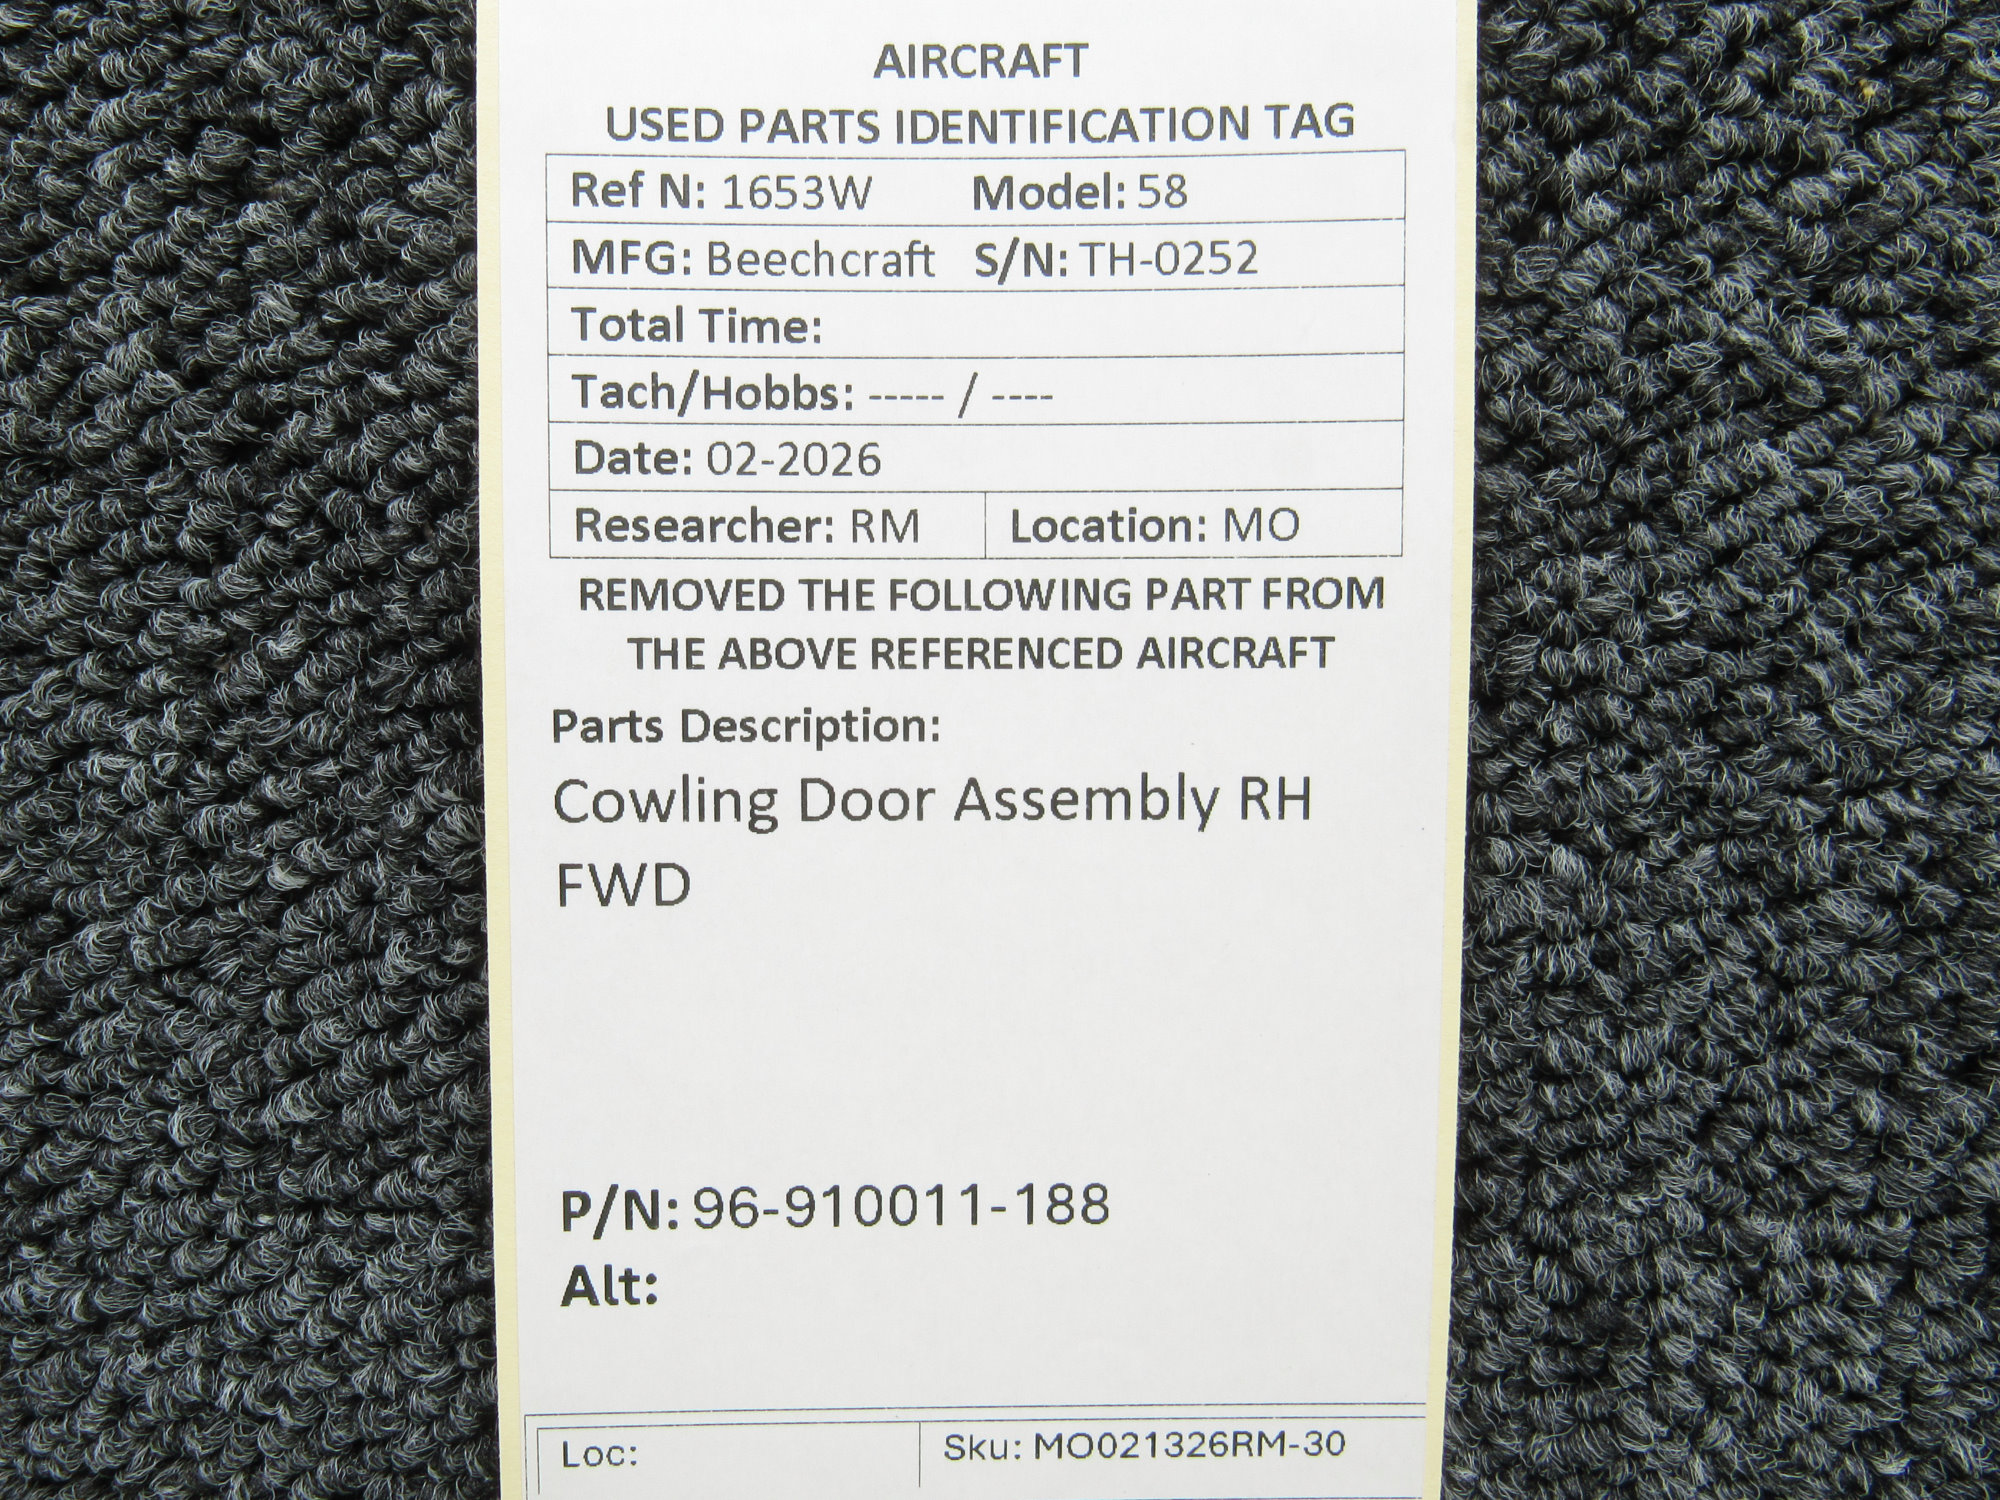 AIRCRAFT
USED PARTS IDENTIFICATION TAG
Ref N: 1653W Model: 58
MFG: Beechcraft S/N: TH-0252
Total Time:
Tach/Hobbs: ----- / ----
Date: 02-2026
Researcher: RM Location: MO
REMOVED THE FOLLOWING PART FROM
THE ABOVE REFERENCED AIRCRAFT
Parts Description:
Cowling Door Assembly RH
FWD
P/N: 96-910011-188
Alt:
Loc: Sku: MO021326RM-30